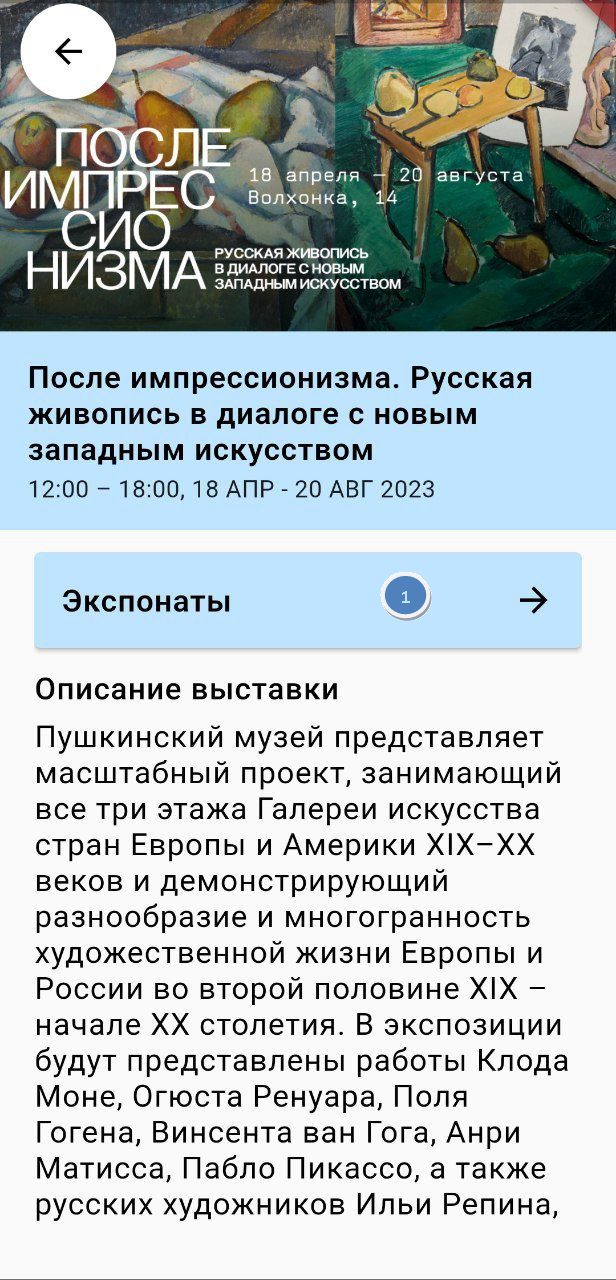 ПОСЛЕ
ИМПРЕС
СИО
НИЗМА
18 апреля — 20 августа
Волхонка, 14
РУССКАЯ ЖИВОПИСЬ
В ДИАЛОГЕ С НОВЫМ
ЗАПАДНЫМ ИСКУССТВОМ
После импрессионизма. Русская
живопись в диалоге с новым
западным искусством
12:00 – 18:00, 18 АПР - 20 АВГ 2023
Экспонаты 1
Описание выставки
Пушкинский музей представляет
масштабный проект, занимающий
все три этажа Галереи искусства
стран Европы и Америки XIX–XX
веков и демонстрирующий
разнообразие и многогранность
художественной жизни Европы и
России во второй половине XIX –
начале XX столетия. В экспозиции
будут представлены работы Клода
Моне, Огюста Ренуара, Поля
Гогена, Винсента ван Гога, Анри
Матисса, Пабло Пикассо, а также
русских художников Ильи Репина,